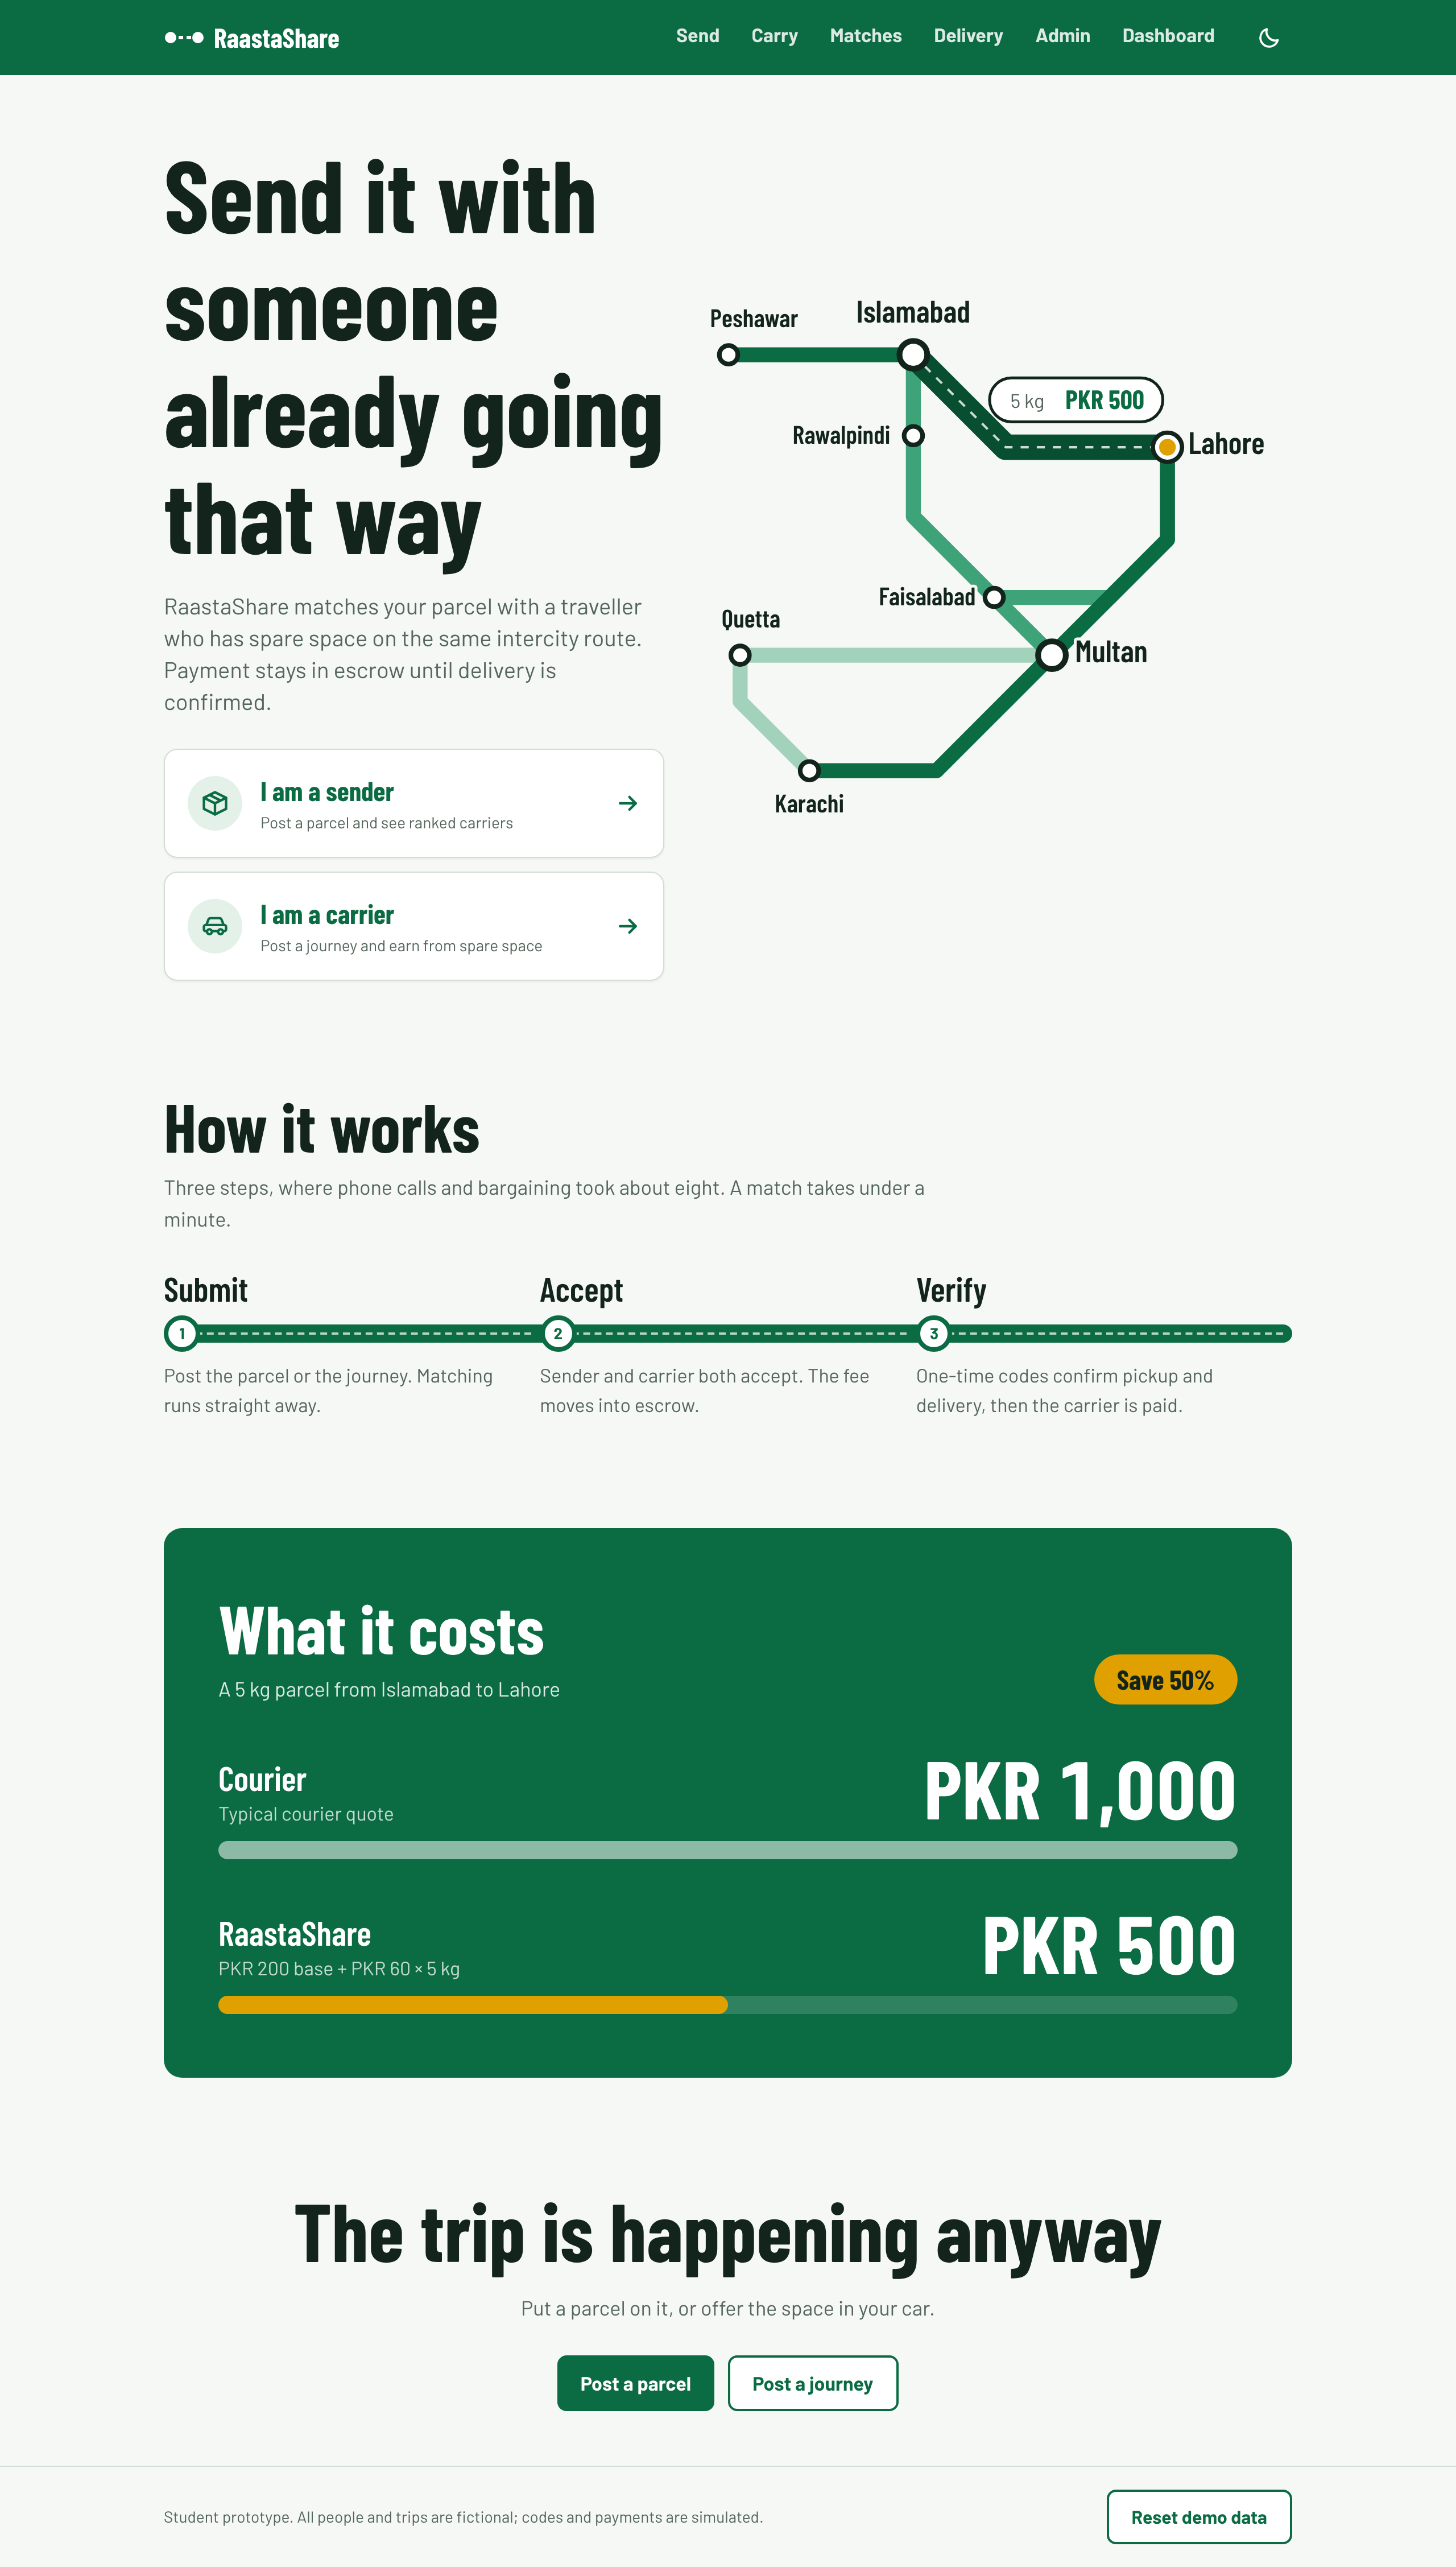 RaastaShare
Send Carry Matches Delivery Admin Dashboard
Send it with
someone
already going
that way
RaastaShare matches your parcel with a traveller
who has spare space on the same intercity route.
Payment stays in escrow until delivery is
confirmed.
I am a sender
Post a parcel and see ranked carriers
I am a carrier
Post a journey and earn from spare space
Peshawar
Islamabad
5 kg PKR 500
Rawalpindi
Lahore
Faisalabad
Quetta
Multan
Karachi
How it works
Three steps, where phone calls and bargaining took about eight. A match takes under a
minute.
Submit
1
Post the parcel or the journey. Matching
runs straight away.
Accept
2
Sender and carrier both accept. The fee
moves into escrow.
Verify
3
One-time codes confirm pickup and
delivery, then the carrier is paid.
What it costs
A 5 kg parcel from Islamabad to Lahore
Save 50%
Courier
Typical courier quote
PKR 1,000
RaastaShare
PKR 200 base + PKR 60 × 5 kg
PKR 500
The trip is happening anyway
Put a parcel on it, or offer the space in your car.
Post a parcel
Post a journey
Student prototype. All people and trips are fictional; codes and payments are simulated.
Reset demo data